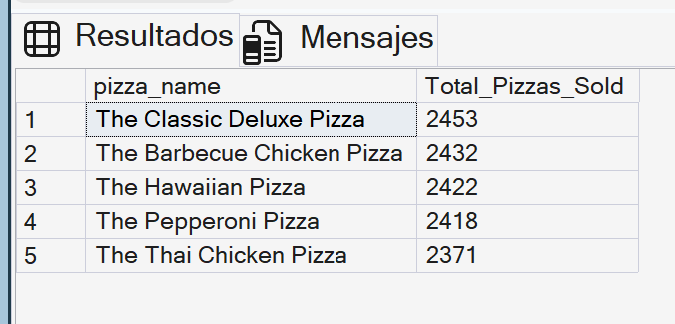 Resultados Mensajes
pizza_name Total_Pizzas_Sold
1 The Classic Deluxe Pizza 2453
2 The Barbecue Chicken Pizza 2432
3 The Hawaiian Pizza 2422
4 The Pepperoni Pizza 2418
5 The Thai Chicken Pizza 2371